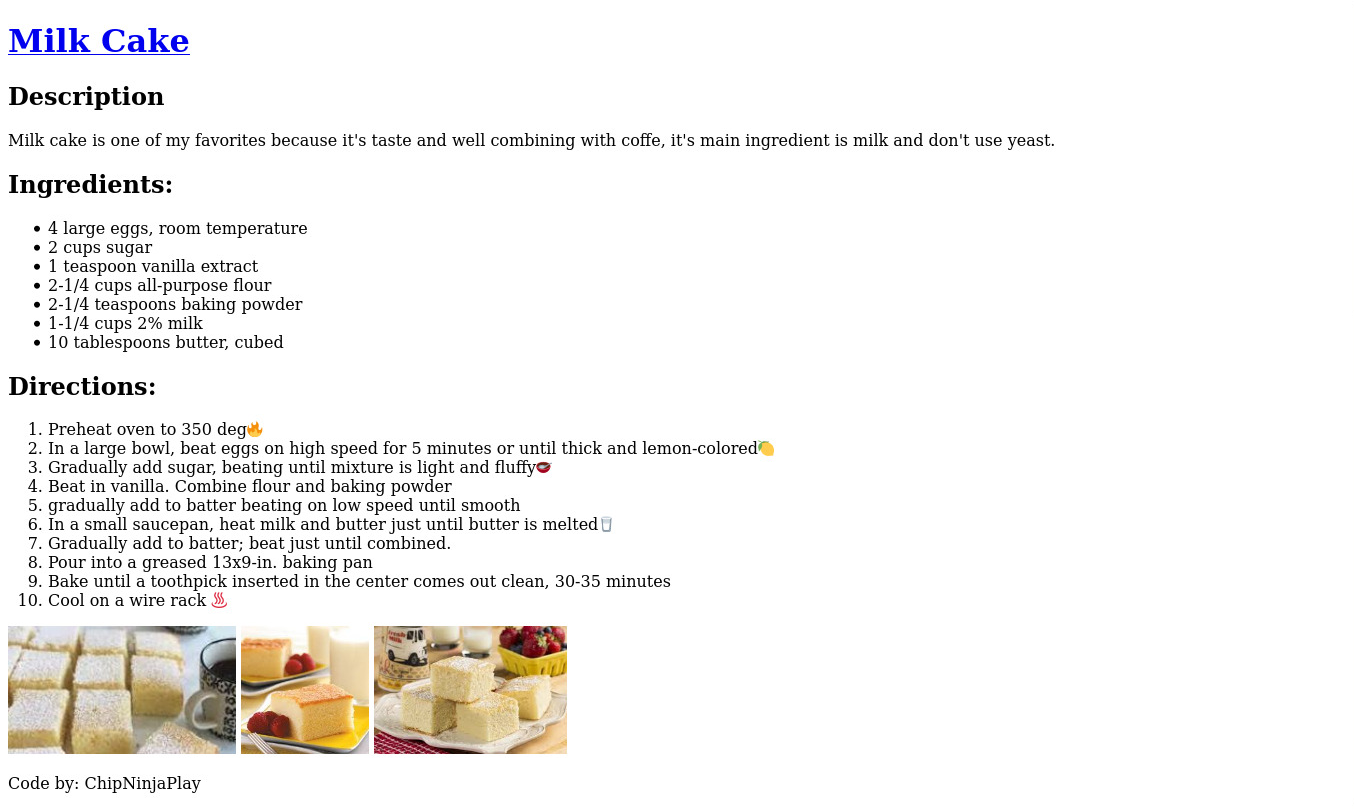 Milk Cake
Description
Milk cake is one of my favorites because it's taste and well combining with coffe, it's main ingredient is milk and don't use yeast.
Ingredients:
• 4 large eggs, room temperature
• 2 cups sugar
• 1 teaspoon vanilla extract
• 2-1/4 cups all-purpose flour
• 2-1/4 teaspoons baking powder
• 1-1/4 cups 2% milk
• 10 tablespoons butter, cubed
Directions:
1. Preheat oven to 350 deg🔥
2. In a large bowl, beat eggs on high speed for 5 minutes or until thick and lemon-colored🍋
3. Gradually add sugar, beating until mixture is light and fluffy
4. Beat in vanilla. Combine flour and baking powder
5. gradually add to batter beating on low speed until smooth
6. In a small saucepan, heat milk and butter just until butter is melted🥛
7. Gradually add to batter; beat just until combined.
8. Pour into a greased 13x9-in. baking pan
9. Bake until a toothpick inserted in the center comes out clean, 30-35 minutes
10. Cool on a wire rack ♨
Code by: ChipNinjaPlay